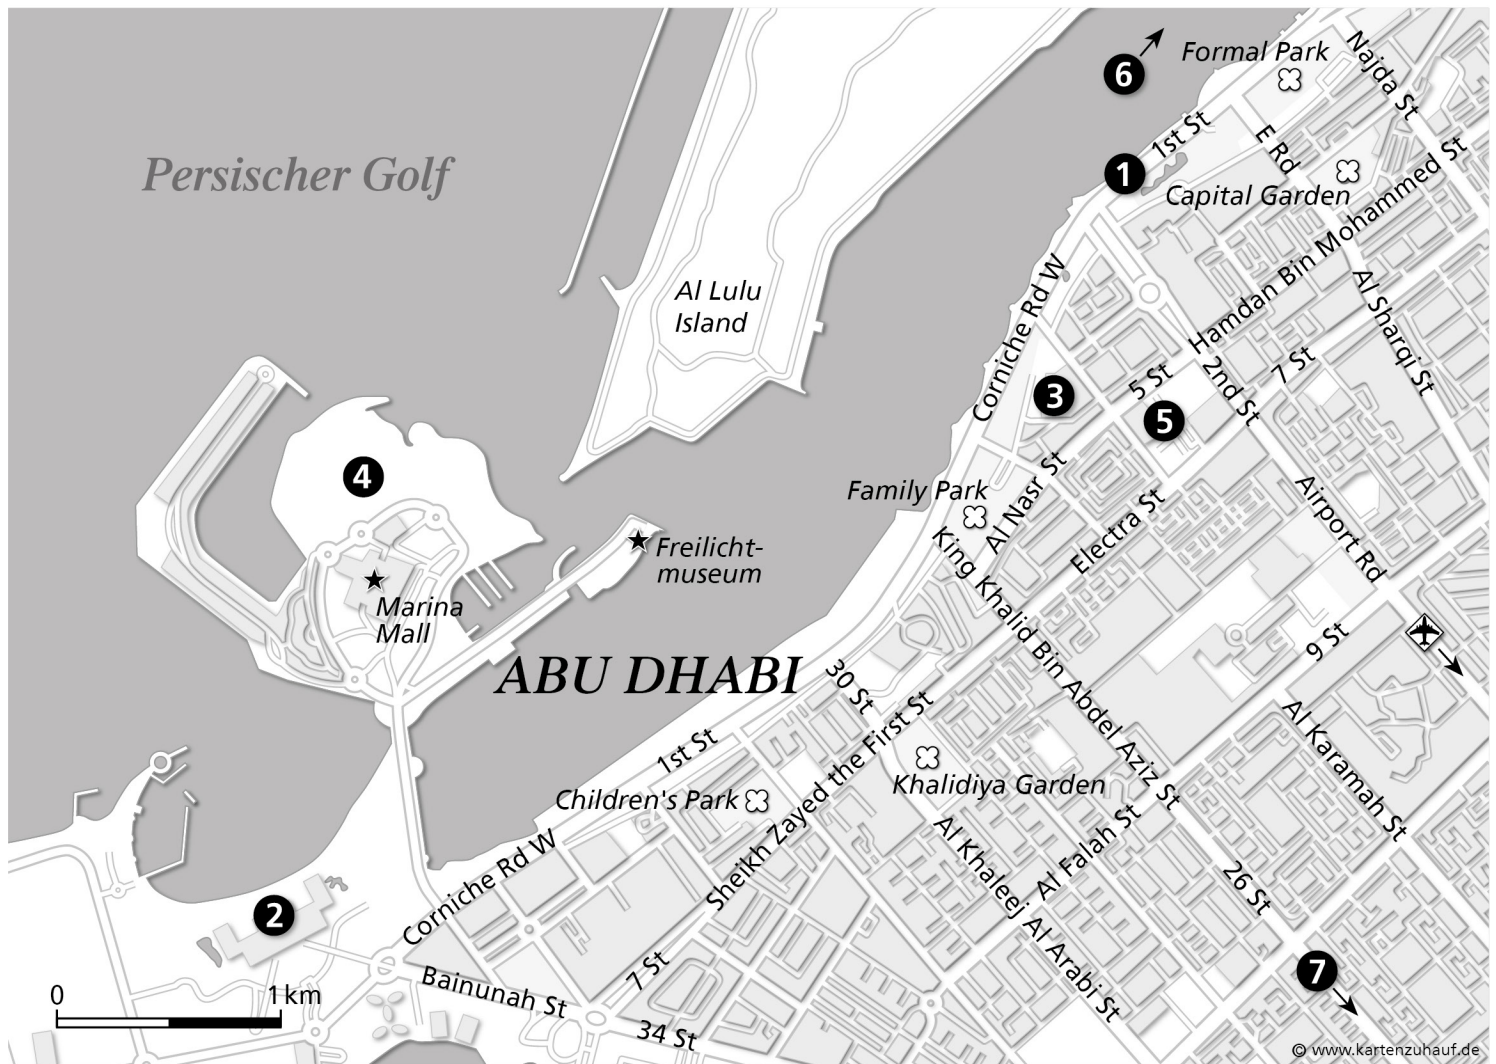 6
Formal Park
Najda St
1st St
E Rd
Persischer Golf
1
Capital Garden
Hamdan Bin Mohammed St
Al Lulu
Island
Corniche Rd W
Al Sharqi St
3
5 St
2nd St
7 St
5
4
Family Park
Al Nasr St
Electra St
Airport Rd
Freilicht-
museum
King Khalid Bin Abdel Aziz St
Marina
Mall
ABU DHABI
9 St
30 St
1st St
Sheikh Zayed the First St
Al Karamah St
Khalidiya Garden
Children's Park
Al Khaleej Al Arabi St
Al Falah St
Corniche Rd W
26 St
2
7 St
7
Bainunah St
0 1 km
34 St
© www.kartenzuhauf.de